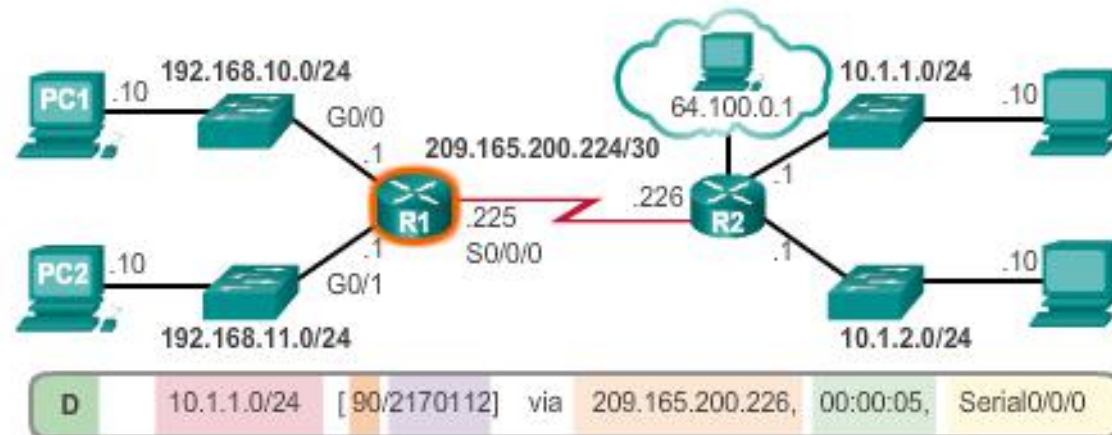 192.168.10.0/24
PC1
.10
G0/0
.1
209.165.200.224/30
64.100.0.1
10.1.1.0/24
.10
.1
R1
.225
S0/0/0
.226
R2
PC2
.10
.1
G0/1
192.168.11.0/24
.1
.10
10.1.2.0/24
D 10.1.1.0/24 [ 90/2170112] via 209.165.200.226, 00:00:05, Serial0/0/0